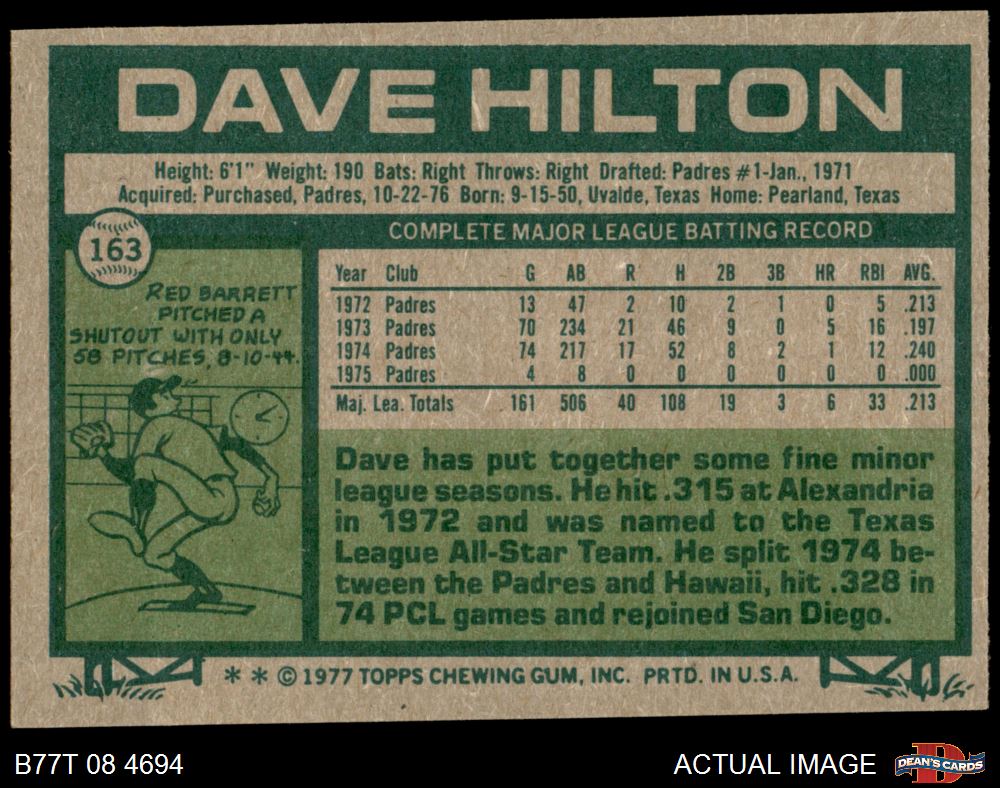 DAVE HILTON
Height: 6'1" Weight: 190 Bats: Right Throws: Right Drafted: Padres #1-Jan., 1971
Acquired: Purchased, Padres, 10-22-76 Born: 9-15-50, Uvalde, Texas Home: Pearland, Texas
163
RED BARRETT
PITCHED A
SHUTOUT WITH ONLY
58 PITCHES, 8-10-44.
COMPLETE MAJOR LEAGUE BATTING RECORD
Year Club G AB R H 2B 3B HR RBI AVG.
1972 Padres 13 47 2 10 2 1 0 5 .213
1973 Padres 70 234 21 46 9 0 5 16 .197
1974 Padres 74 217 17 52 8 2 1 12 .240
1975 Padres 4 8 0 0 0 0 0 0 .000
Maj. Lea. Totals 161 506 40 108 19 3 6 33 .213
Dave has put together some fine minor
league seasons. He hit .315 at Alexandria
in 1972 and was named to the Texas
League All-Star Team. He split 1974 be-
tween the Padres and Hawaii, hit .328 in
74 PCL games and rejoined San Diego.
* * © 1977 TOPPS CHEWING GUM, INC. PRTD. IN U.S.A.
B77T 08 4694
ACTUAL IMAGE
DEAN'S CARDS